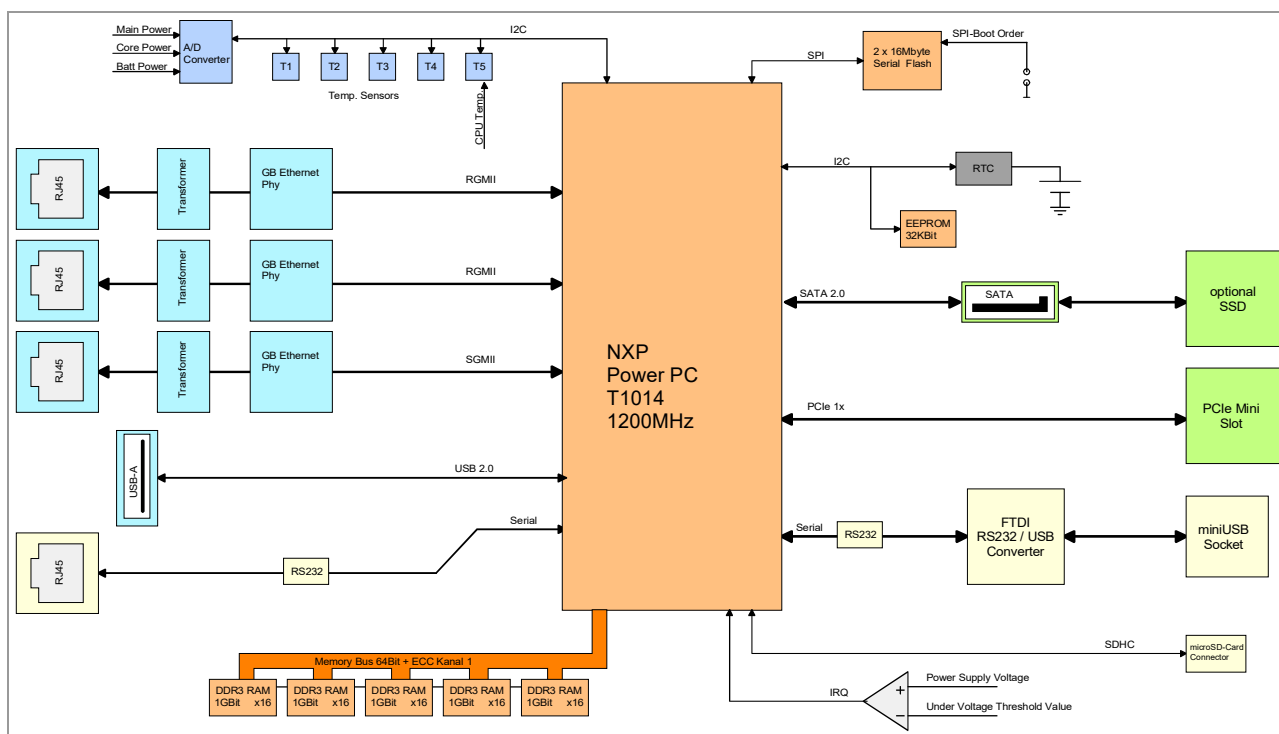 Main Power
Core Power
Batt Power
A/D
Converter
I2C
T1
T2
T3
T4
T5
Temp. Sensors
CPU Temp.
SPI
2 x 16Mbyte
Serial Flash
SPI-Boot Order
I2C
RTC
EEPROM
32KBit
RJ45
Transformer
GB Ethernet
Phy
RGMII
RJ45
Transformer
GB Ethernet
Phy
RGMII
RJ45
Transformer
GB Ethernet
Phy
SGMII
NXP
Power PC
T1014
1200MHz
SATA 2.0
SATA
optional
SSD
PCIe 1x
PCIe Mini
Slot
USB-A
USB 2.0
Serial
RJ45
RS232
Serial
RS232
FTDI
RS232 / USB
Converter
miniUSB
Socket
SDHC
microSD-Card
Connector
Memory Bus 64Bit + ECC Kanal 1
DDR3 RAM
1GBit x16
DDR3 RAM
1GBit x16
DDR3 RAM
1GBit x16
DDR3 RAM
1GBit x16
DDR3 RAM
1GBit x16
IRQ
+
−
Power Supply Voltage
Under Voltage Threshold Value